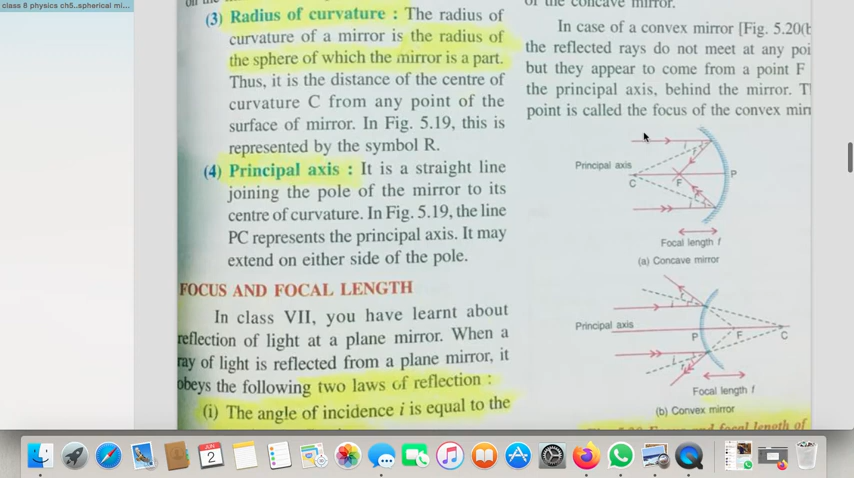 class 8 physics ch5..spherical mi...
(3) Radius of curvature : The radius of
curvature of a mirror is the radius of
the sphere of which the mirror is a part.
Thus, it is the distance of the centre of
curvature C from any point of the
surface of mirror. In Fig. 5.19, this is
represented by the symbol R.
(4) Principal axis : It is a straight line
joining the pole of the mirror to its
centre of curvature. In Fig. 5.19, the line
PC represents the principal axis. It may
extend on either side of the pole.
FOCUS AND FOCAL LENGTH
In class VII, you have learnt about
reflection of light at a plane mirror. When a
ray of light is reflected from a plane mirror, it
obeys the following two laws of reflection :
(i) The angle of incidence i is equal to the
of the concave mirror.
In case of a convex mirror [Fig. 5.20(b
the reflected rays do not meet at any poi
but they appear to come from a point F
the principal axis, behind the mirror. T
point is called the focus of the convex mirr
Principal axis
C
F
P
i
r
Focal length f
(a) Concave mirror
Principal axis
P
F
C
i
r
Focal length f
(b) Convex mirror
and focal length of
JUN
2